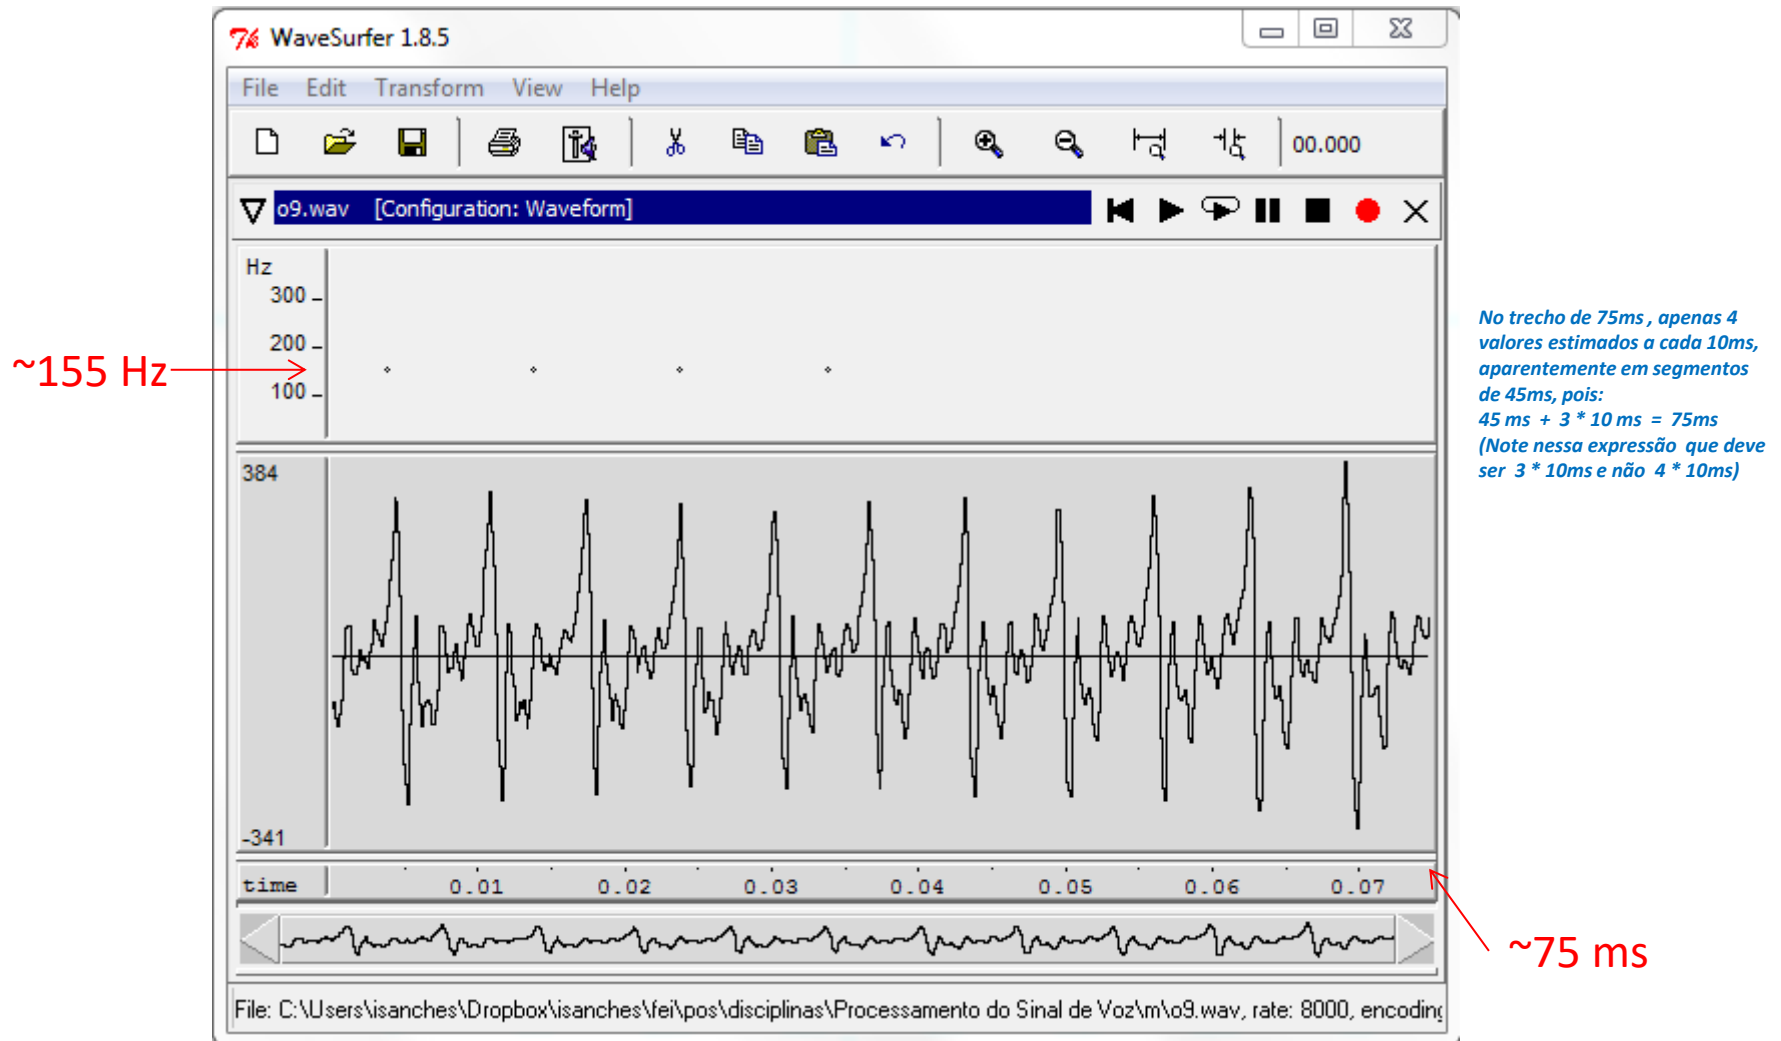 WaveSurfer 1.8.5
File Edit Transform View Help
00.000
o9.wav [Configuration: Waveform]
Hz
300
200
100
~155 Hz
No trecho de 75ms , apenas 4
valores estimados a cada 10ms,
aparentemente em segmentos
de 45ms, pois:
45 ms + 3 * 10 ms = 75ms
(Note nessa expressão que deve
ser 3 * 10ms e não 4 * 10ms)
384
-341
time 0.01 0.02 0.03 0.04 0.05 0.06 0.07
~75 ms
File: C:\Users\isanches\Dropbox\isanches\fei\pos\disciplinas\Processamento do Sinal de Voz\m\o9.wav, rate: 8000, encoding